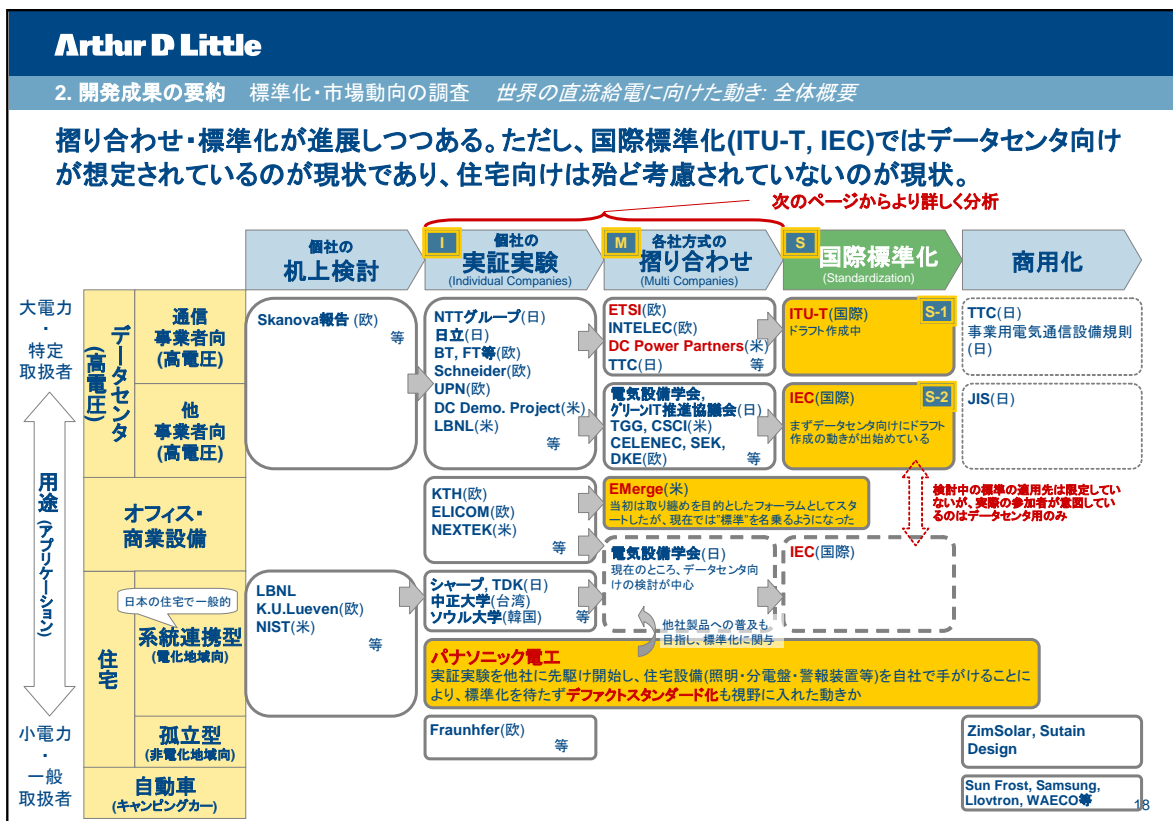 Arthur D Little
2. 開発成果の要約 標準化・市場動向の調査 世界の直流給電に向けた動き: 全体概要
摺り合わせ・標準化が進展しつつある。ただし、国際標準化(ITU-T, IEC)ではデータセンタ向け
が想定されているのが現状であり、住宅向けは殆ど考慮されていないのが現状。
次のページからより詳しく分析
個社の
机上検討
I
個社の
実証実験
(Individual Companies)
M
各社方式の
摺り合わせ
(Multi Companies)
S
国際標準化
(Standardization)
商用化
大電力
・
特定
取扱者
用途(アプリケーション)
小電力
・
一般
取扱者
データセンタ
(高電圧)
通信
事業者向
(高電圧)
他
事業者向
(高電圧)
オフィス・
商業設備
住宅
日本の住宅で一般的
系統連携型
(電化地域向)
孤立型
(非電化地域向)
自動車
(キャンピングカー)
Skanova報告 (欧)
等
NTTグループ(日)
日立(日)
BT, FT等(欧)
Schneider(欧)
UPN(欧)
DC Demo. Project(米)
LBNL(米)
等
ETSI(欧)
INTELEC(欧)
DC Power Partners(米)
TTC(日) 等
電気設備学会,
グリーンIT推進協議会(日)
TGG, CSCI(米)
CELENEC, SEK,
DKE(欧) 等
ITU-T(国際)
ドラフト作成中
S-1
IEC(国際)
まずデータセンタ向けにドラフト
作成の動きが出始めている
S-2
TTC(日)
事業用電気通信設備規則
(日)
JIS(日)
KTH(欧)
ELICOM(欧)
NEXTEK(米)
等
EMerge(米)
当初は取り纏めを目的としたフォーラムとしてスタ
ートしたが、現在では"標準"を名乗るようになった
検討中の標準の適用先は限定してい
ないが、実際の参加者が意図してい
るのはデータセンタ用のみ
電気設備学会(日)
現在のところ、データセンタ向
けの検討が中心
IEC(国際)
LBNL
K.U.Lueven(欧)
NIST(米)
等
シャープ, TDK(日)
中正大学(台湾)
ソウル大学(韓国) 等
他社製品への普及も
目指し、標準化に関与
パナソニック電工
実証実験を他社に先駆け開始し、住宅設備(照明・分電盤・警報装置等)を自社で手がけることに
より、標準化を待たずデファクトスタンダード化も視野に入れた動きか
Fraunhfer(欧)
等
ZimSolar, Sutain
Design
Sun Frost, Samsung,
Llovtron, WAECO等
18